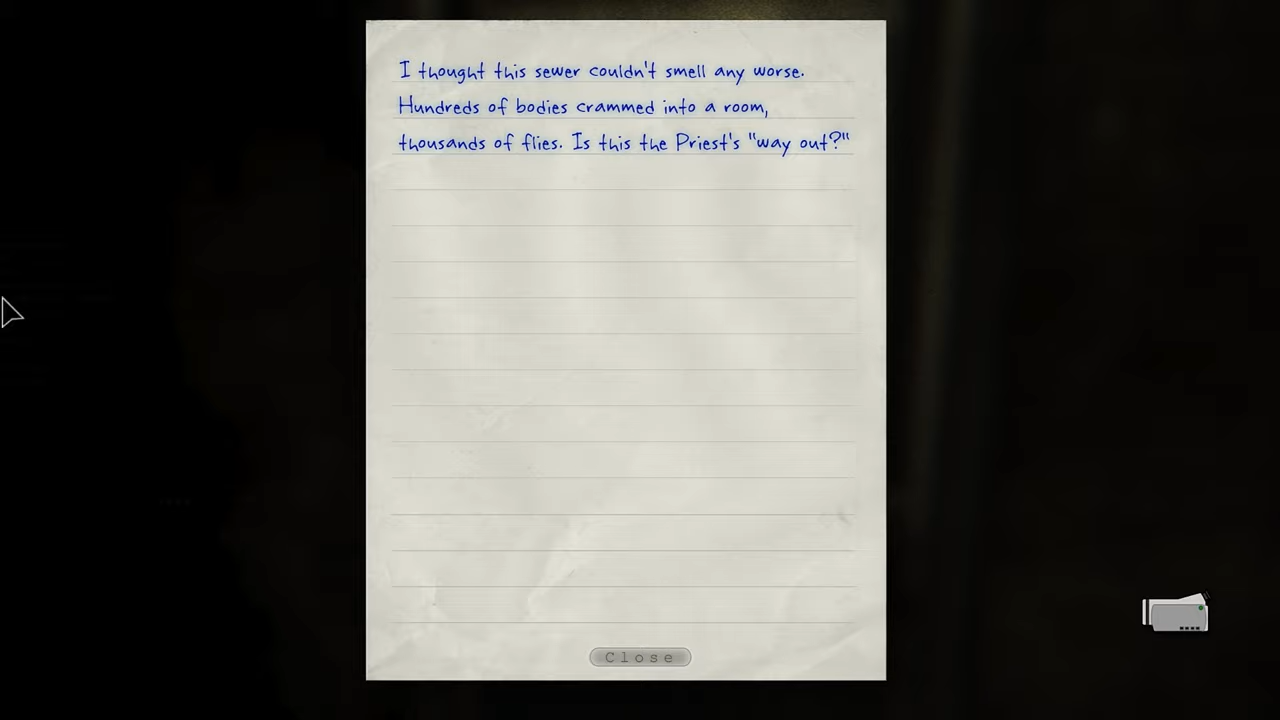 I thought this sewer couldn't smell any worse.
Hundreds of bodies crammed into a room,
thousands of flies. Is this the Priest's "way out?"
Close